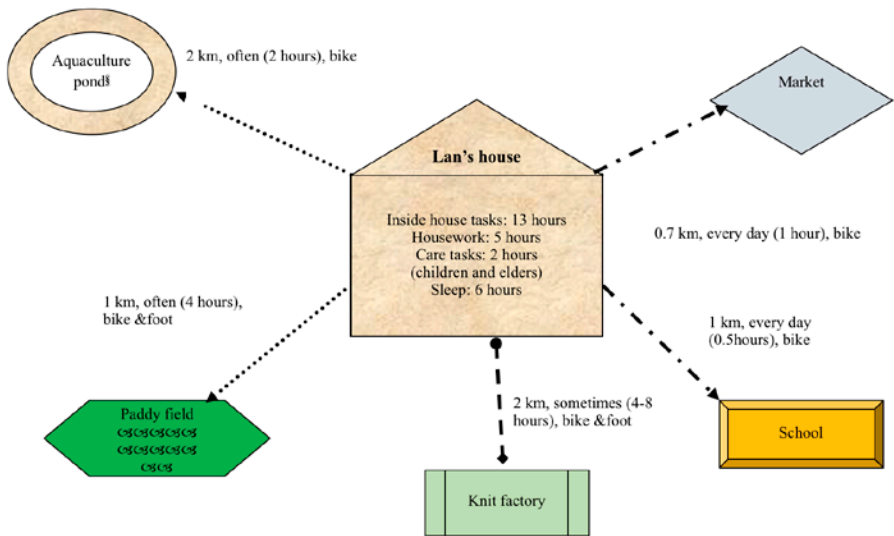 Aquaculture
pond§
2 km, often (2 hours), bike
Market
Lan’s house
Inside house tasks: 13 hours
Housework: 5 hours
Care tasks: 2 hours
(children and elders)
Sleep: 6 hours
0.7 km, every day (1 hour), bike
1 km, often (4 hours),
bike &foot
1 km, every day
(0.5hours), bike
2 km, sometimes (4-8
hours), bike &foot
Paddy field
School
Knit factory